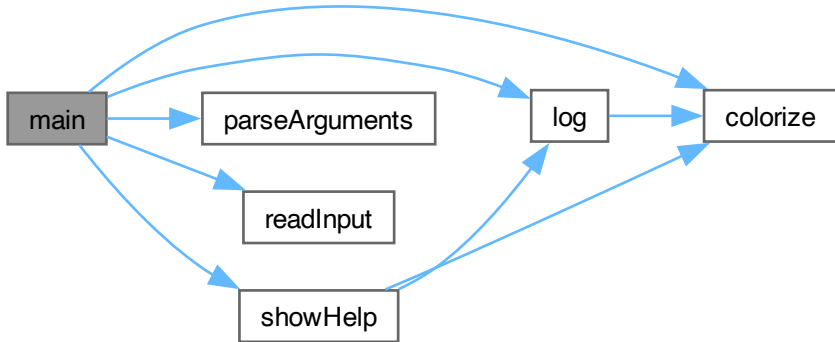 main
parseArguments
log
colorize
readInput
showHelp